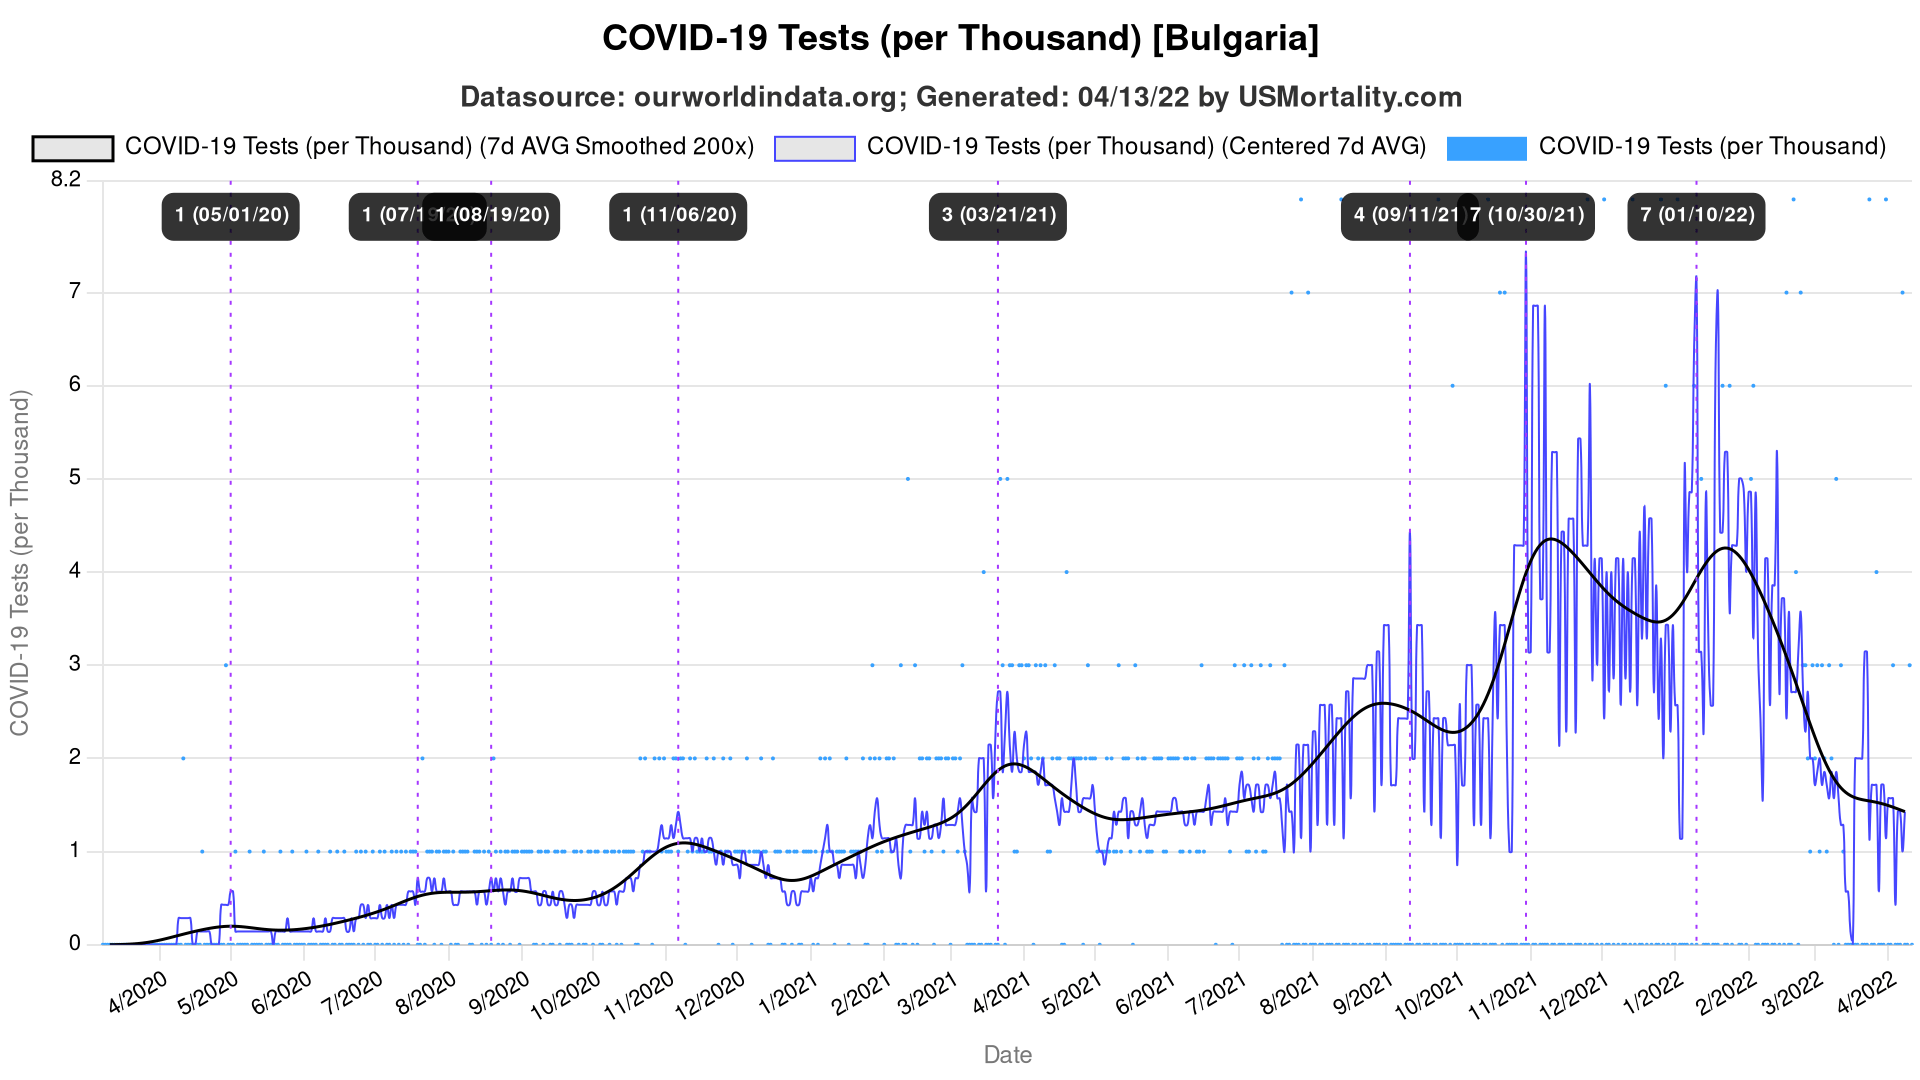 COVID-19 Tests (per Thousand) [Bulgaria]
Datasource: ourworldindata.org; Generated: 04/13/22 by USMortality.com
COVID-19 Tests (per Thousand) (7d AVG Smoothed 200x) COVID-19 Tests (per Thousand) (Centered 7d AVG) COVID-19 Tests (per Thousand)
8.2
1 (05/01/20) 1 (07/19 1 (08/19/20) 1 (11/06/20) 3 (03/21/21) 4 (09/11/21) 7 (10/30/21) 7 (01/10/22)
7
6
5
4
3
2
1
0
COVID-19 Tests (per Thousand)
4/2020 5/2020 6/2020 7/2020 8/2020 9/2020 10/2020 11/2020 12/2020 1/2021 2/2021 3/2021 4/2021 5/2021 6/2021 7/2021 8/2021 9/2021 10/2021 11/2021 12/2021 1/2022 2/2022 3/2022 4/2022
Date